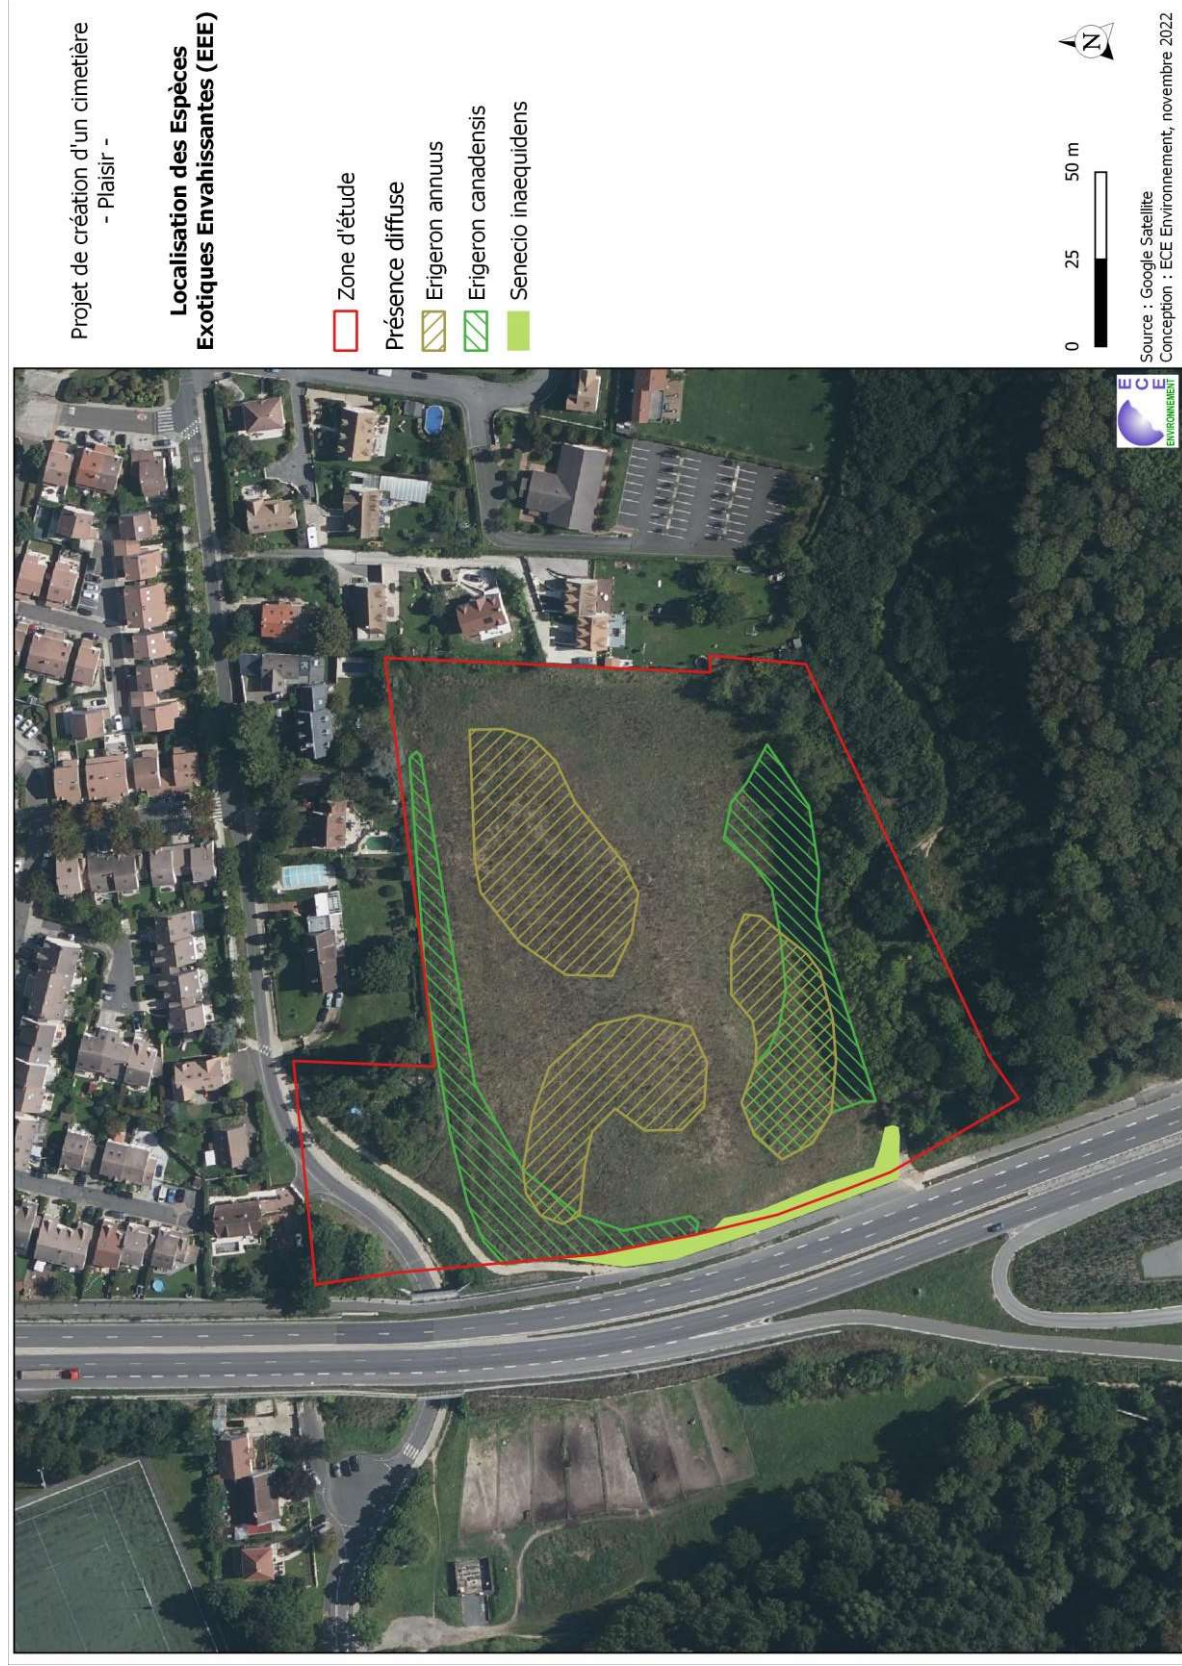 Projet de création d'un cimetière
- Plaisir -
Localisation des Espèces
Exotiques Envahissantes (EEE)
Zone d'étude
Présence diffuse
Erigeron annuus
Erigeron canadensis
Senecio inaequidens
N
0 25 50 m
Source : Google Satellite
Conception : ECE Environnement, novembre 2022
E
C
E
ENVIRONNEMENT